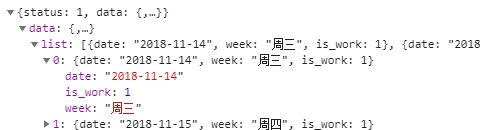 ▼{status: 1, data: {,…}}
▼data: {,…}
▼list: [{date: "2018-11-14", week: "周三", is_work: 1}, {date: "2018
▼0: {date: "2018-11-14", week: "周三", is_work: 1}
date: "2018-11-14"
is_work: 1
week: "周三"
▶1: {date: "2018-11-15", week: "周四", is_work: 1}